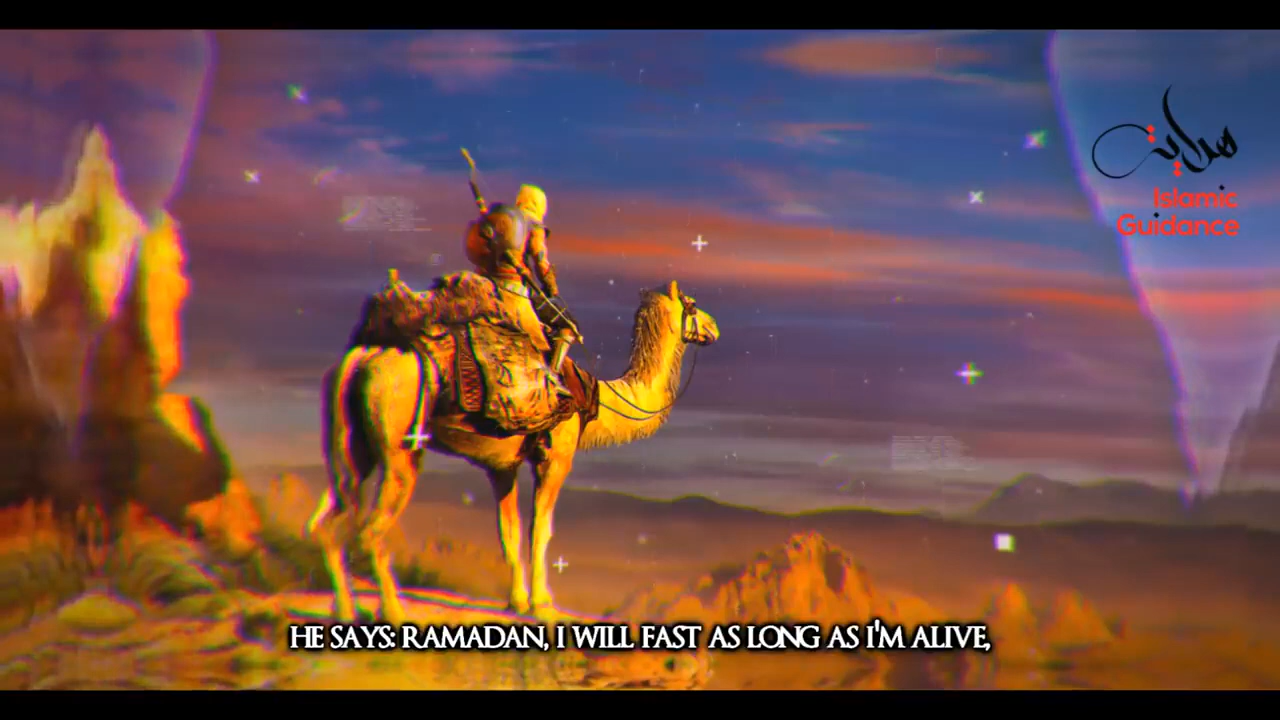 هداية
Islamic
Guidance
HE SAYS: RAMADAN, I WILL FAST AS LONG AS I'M ALIVE,